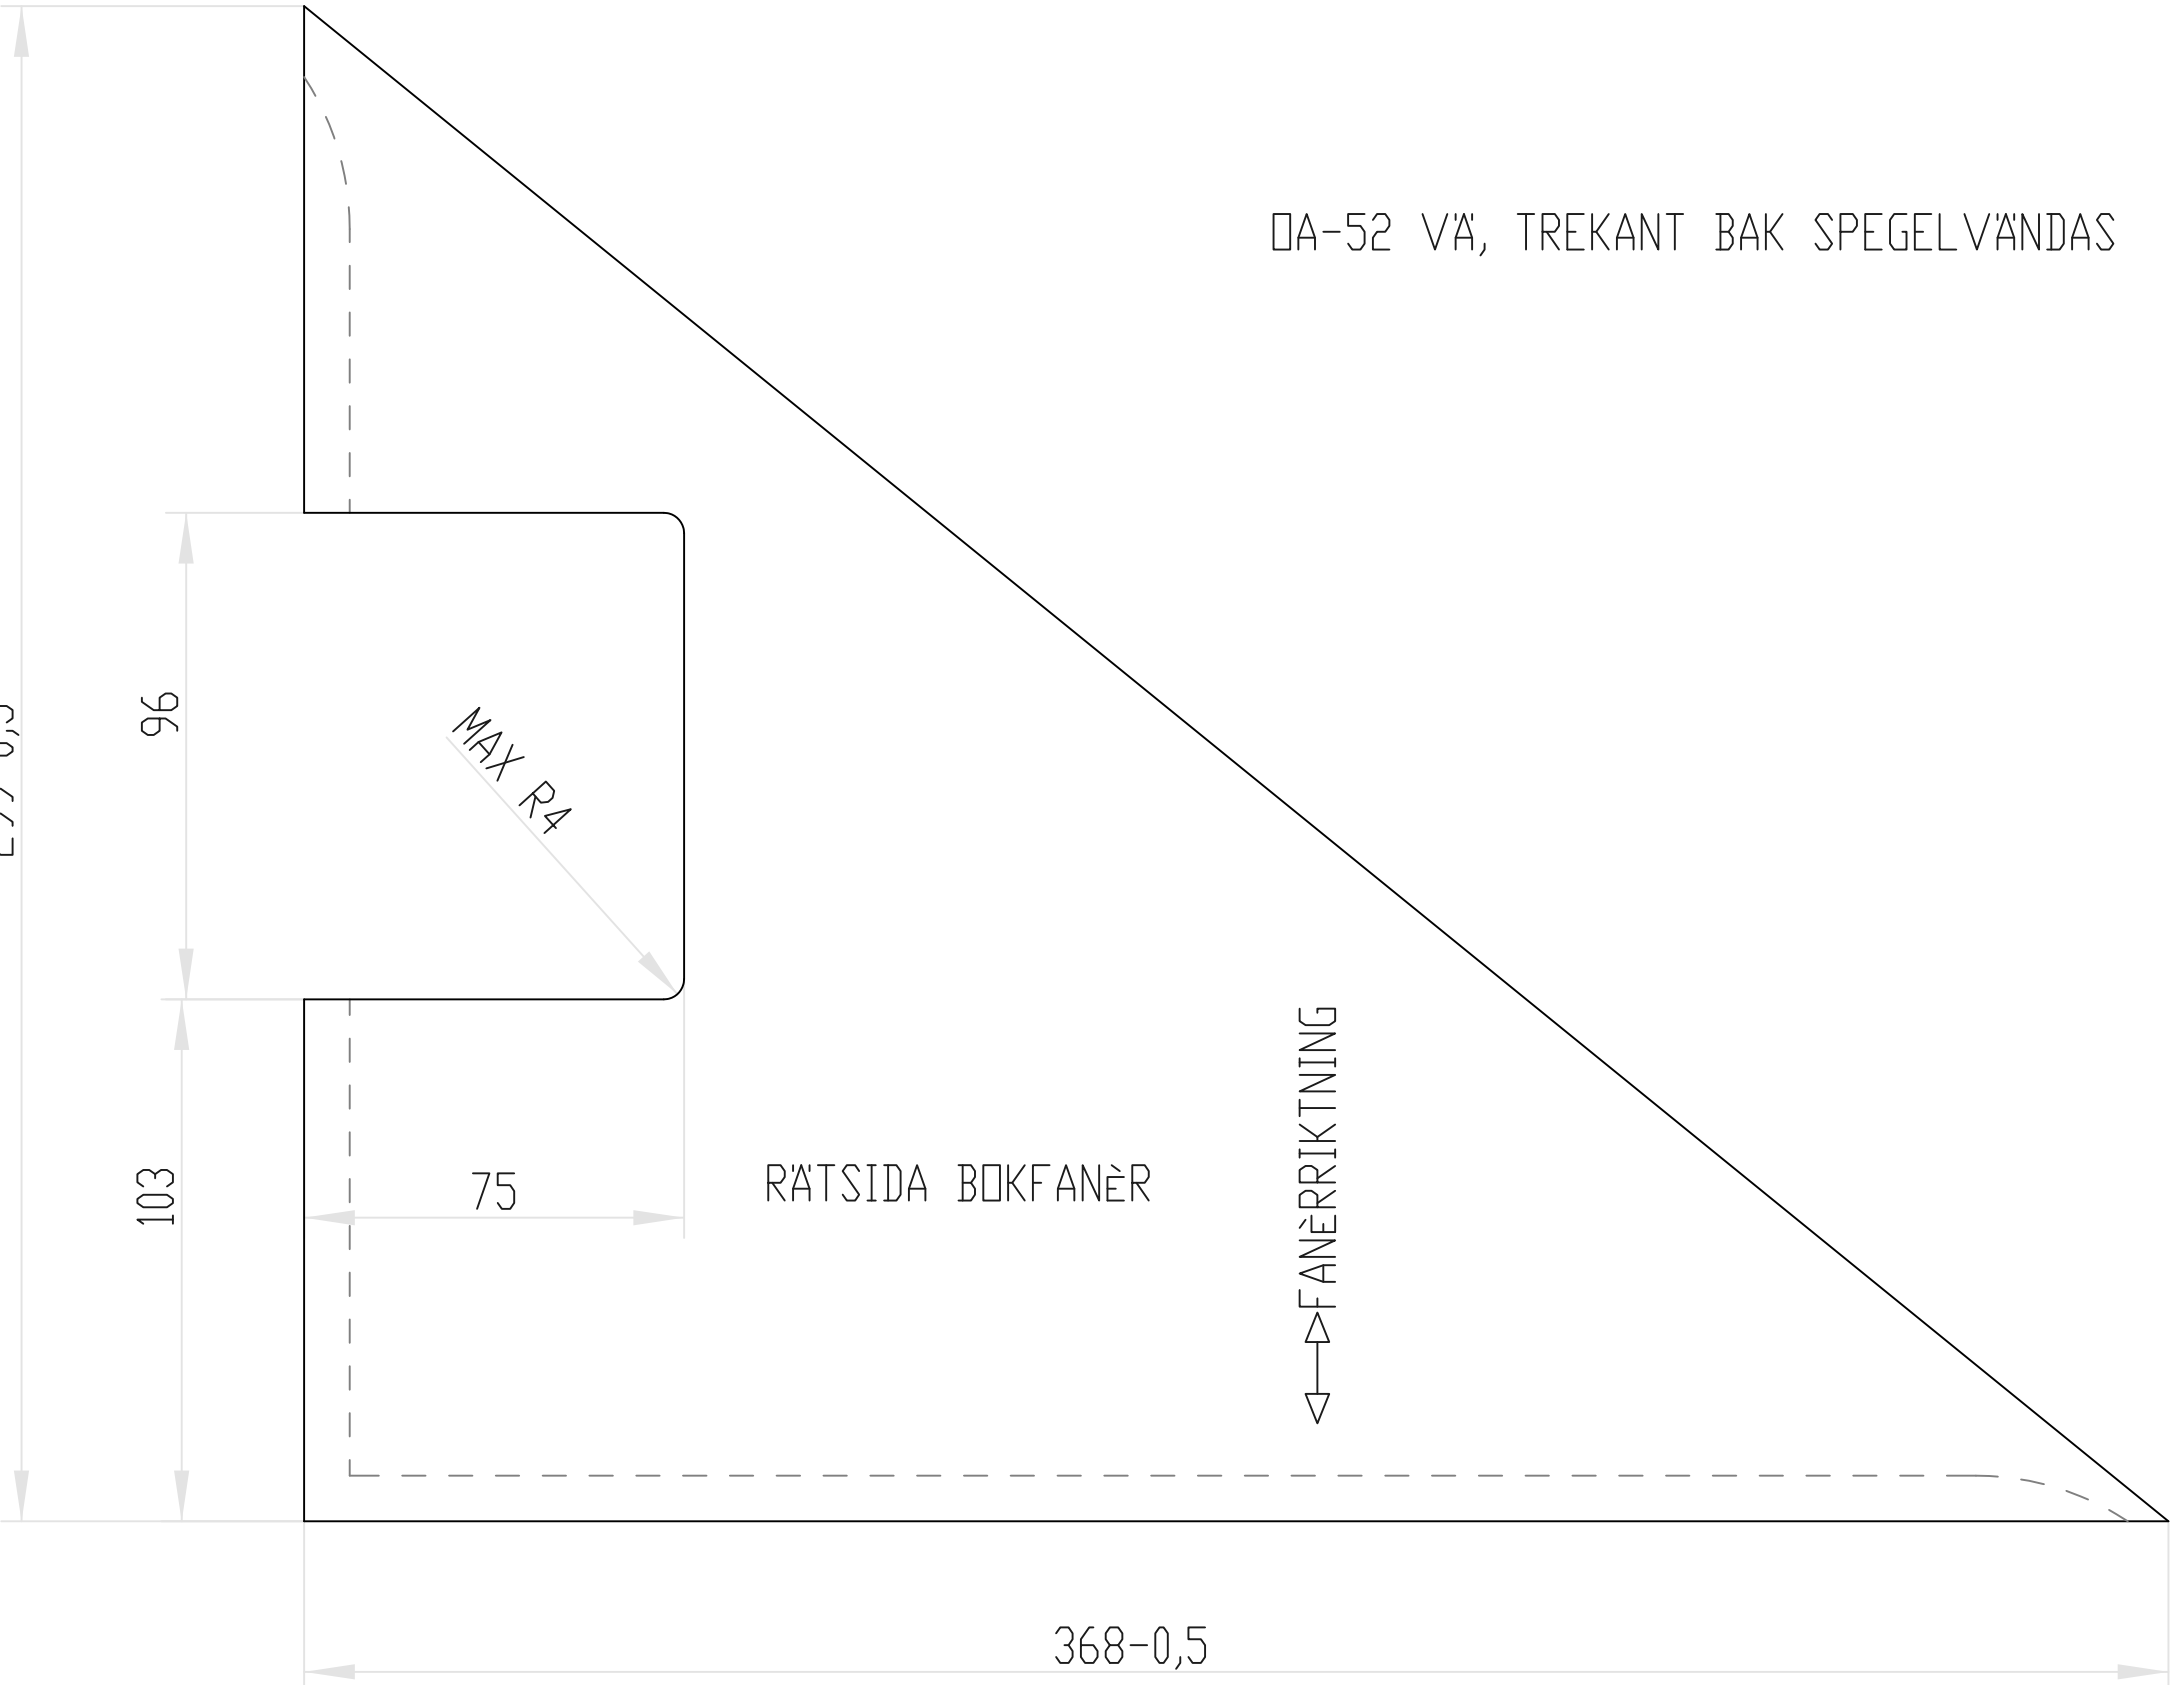 OA-52 VÄ, TREKANT BAK SPEGELVÄNDAS
96
MAX R4
103
75
RÄTSIDA BOKFANÈR
FANÈRRIKTNING
368-0,5